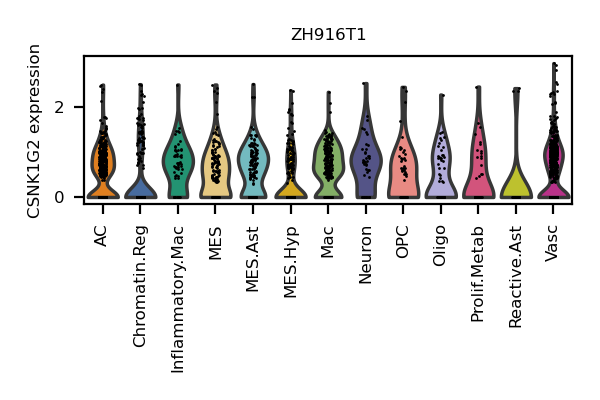 ZH916T1
CSNK1G2 expression
2
0
AC
Chromatin.Reg
Inflammatory.Mac
MES
MES.Ast
MES.Hyp
Mac
Neuron
OPC
Oligo
Prolif.Metab
Reactive.Ast
Vasc